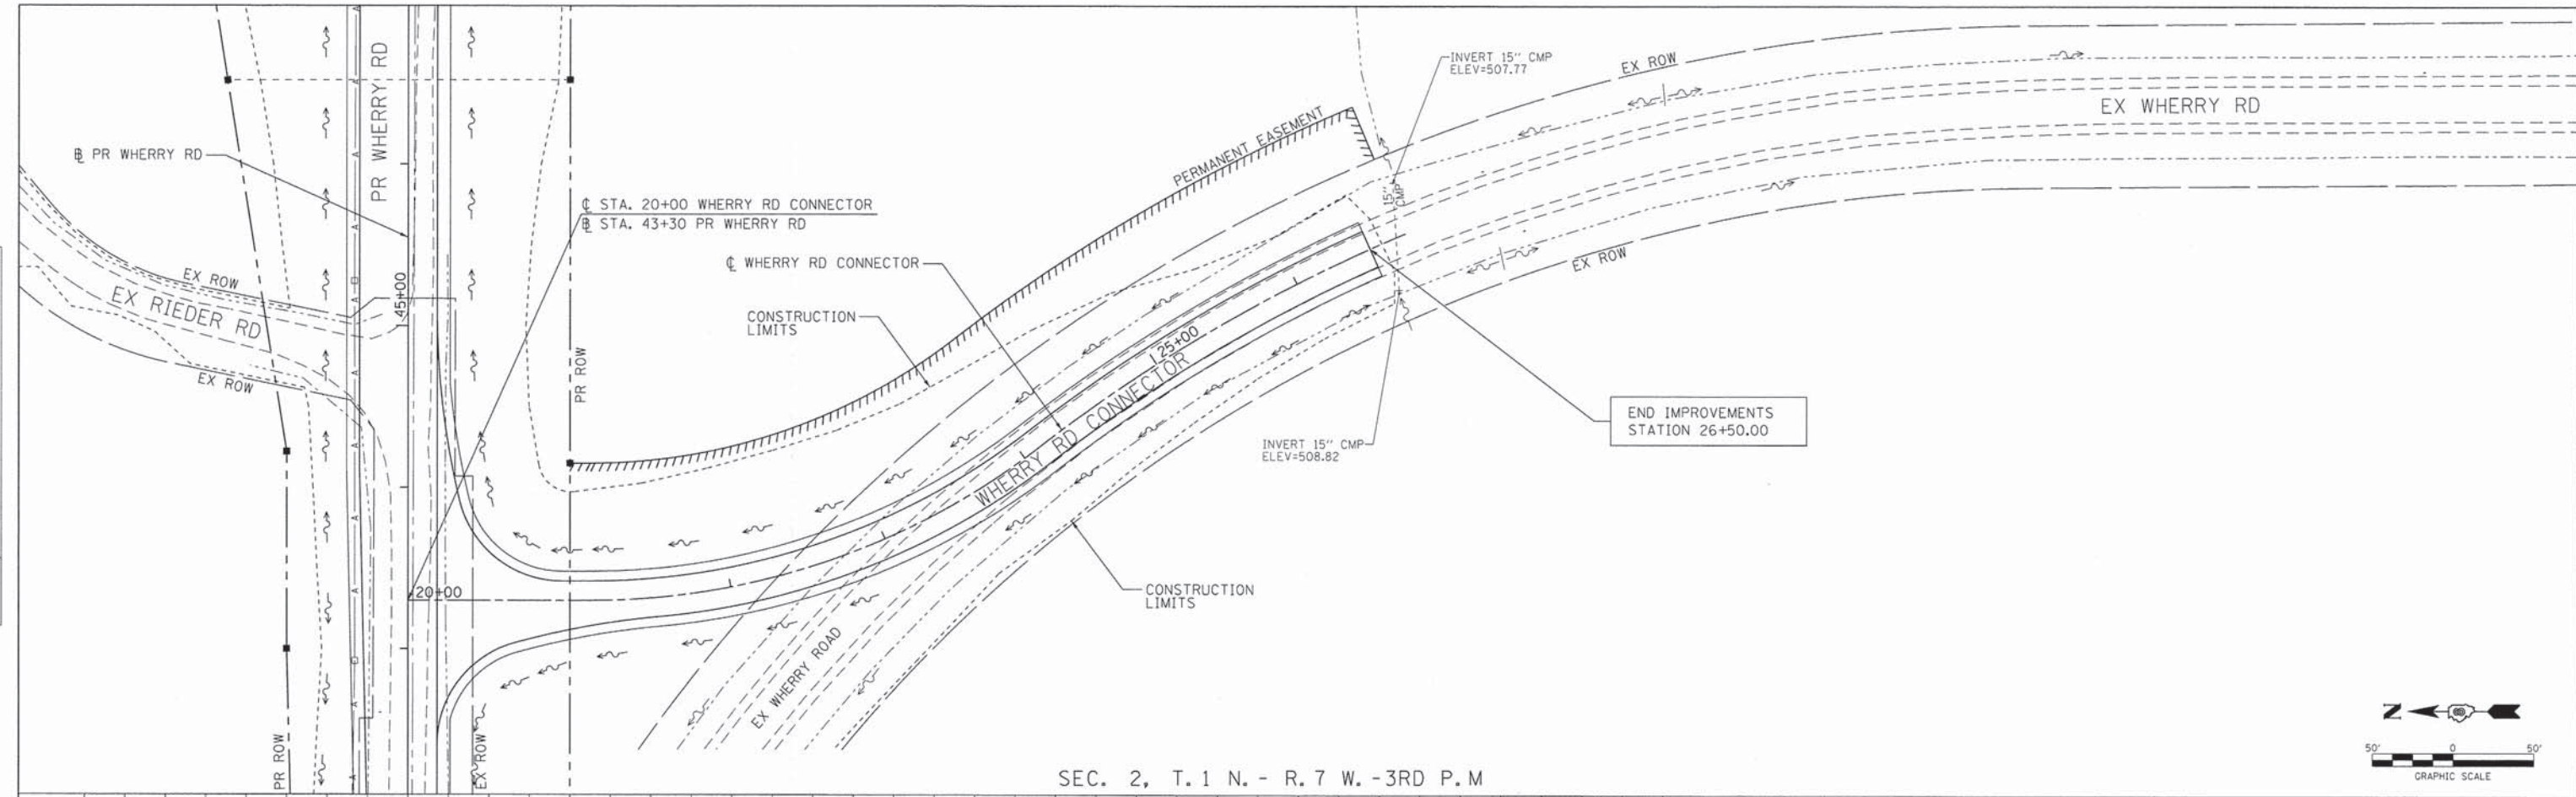 PR WHERRY RD
℄ STA. 20+00 WHERRY RD CONNECTOR
STA. 43+30 PR WHERRY RD
PR WHERRY RD
EX ROW
EX RIEDER RD
EX ROW
45+00
20+00
PR ROW
PR ROW
EX ROW
℄ WHERRY RD CONNECTOR
CONSTRUCTION
LIMITS
PERMANENT EASEMENT
INVERT 15" CMP
ELEV=507.77
EX ROW
EX WHERRY RD
15"
CMP
EX ROW
25+00
WHERRY RD CONNECTOR
INVERT 15" CMP
ELEV=508.82
END IMPROVEMENTS
STATION 26+50.00
CONSTRUCTION
LIMITS
EX WHERRY ROAD
SEC. 2, T. 1 N. - R. 7 W. -3RD P.M
N
50' 0 50'
GRAPHIC SCALE